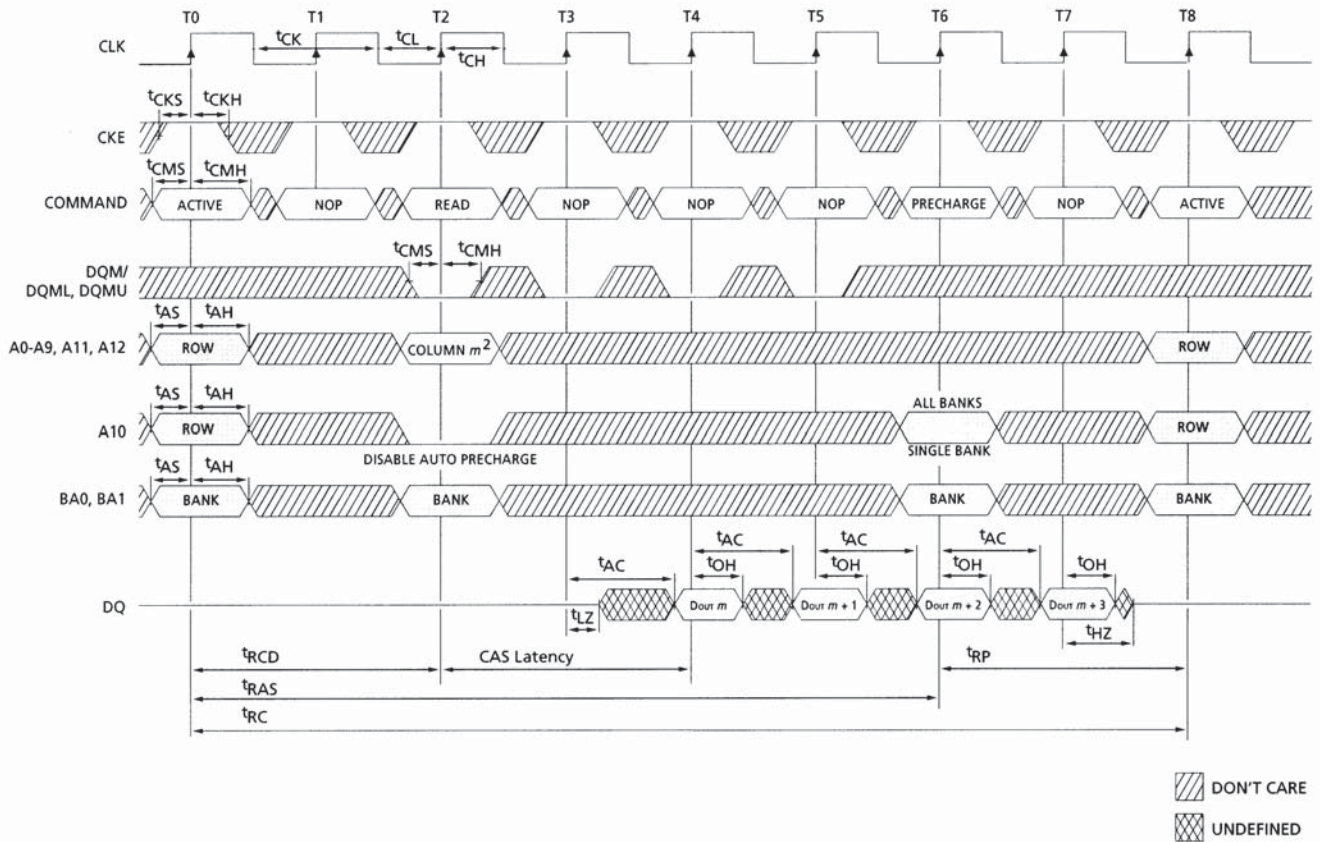 T0 T1 T2 T3 T4 T5 T6 T7 T8
CLK
tCK tCL
tCH
tCKS tCKH
CKE
tCMS tCMH
COMMAND ACTIVE NOP READ NOP NOP NOP PRECHARGE NOP ACTIVE
tCMS tCMH
DQM/
DQML, DQMU
tAS tAH
A0-A9, A11, A12 ROW COLUMN m2 ROW
tAS tAH
ALL BANKS
A10 ROW ROW
DISABLE AUTO PRECHARGE SINGLE BANK
tAS tAH
BA0, BA1 BANK BANK BANK BANK
tAC tAC tAC
tAC tOH tOH tOH tOH
DQ DOUT m DOUT m + 1 DOUT m + 2 DOUT m + 3
tLZ tHZ
tRCD CAS Latency tRP
tRAS
tRC
DON'T CARE
UNDEFINED